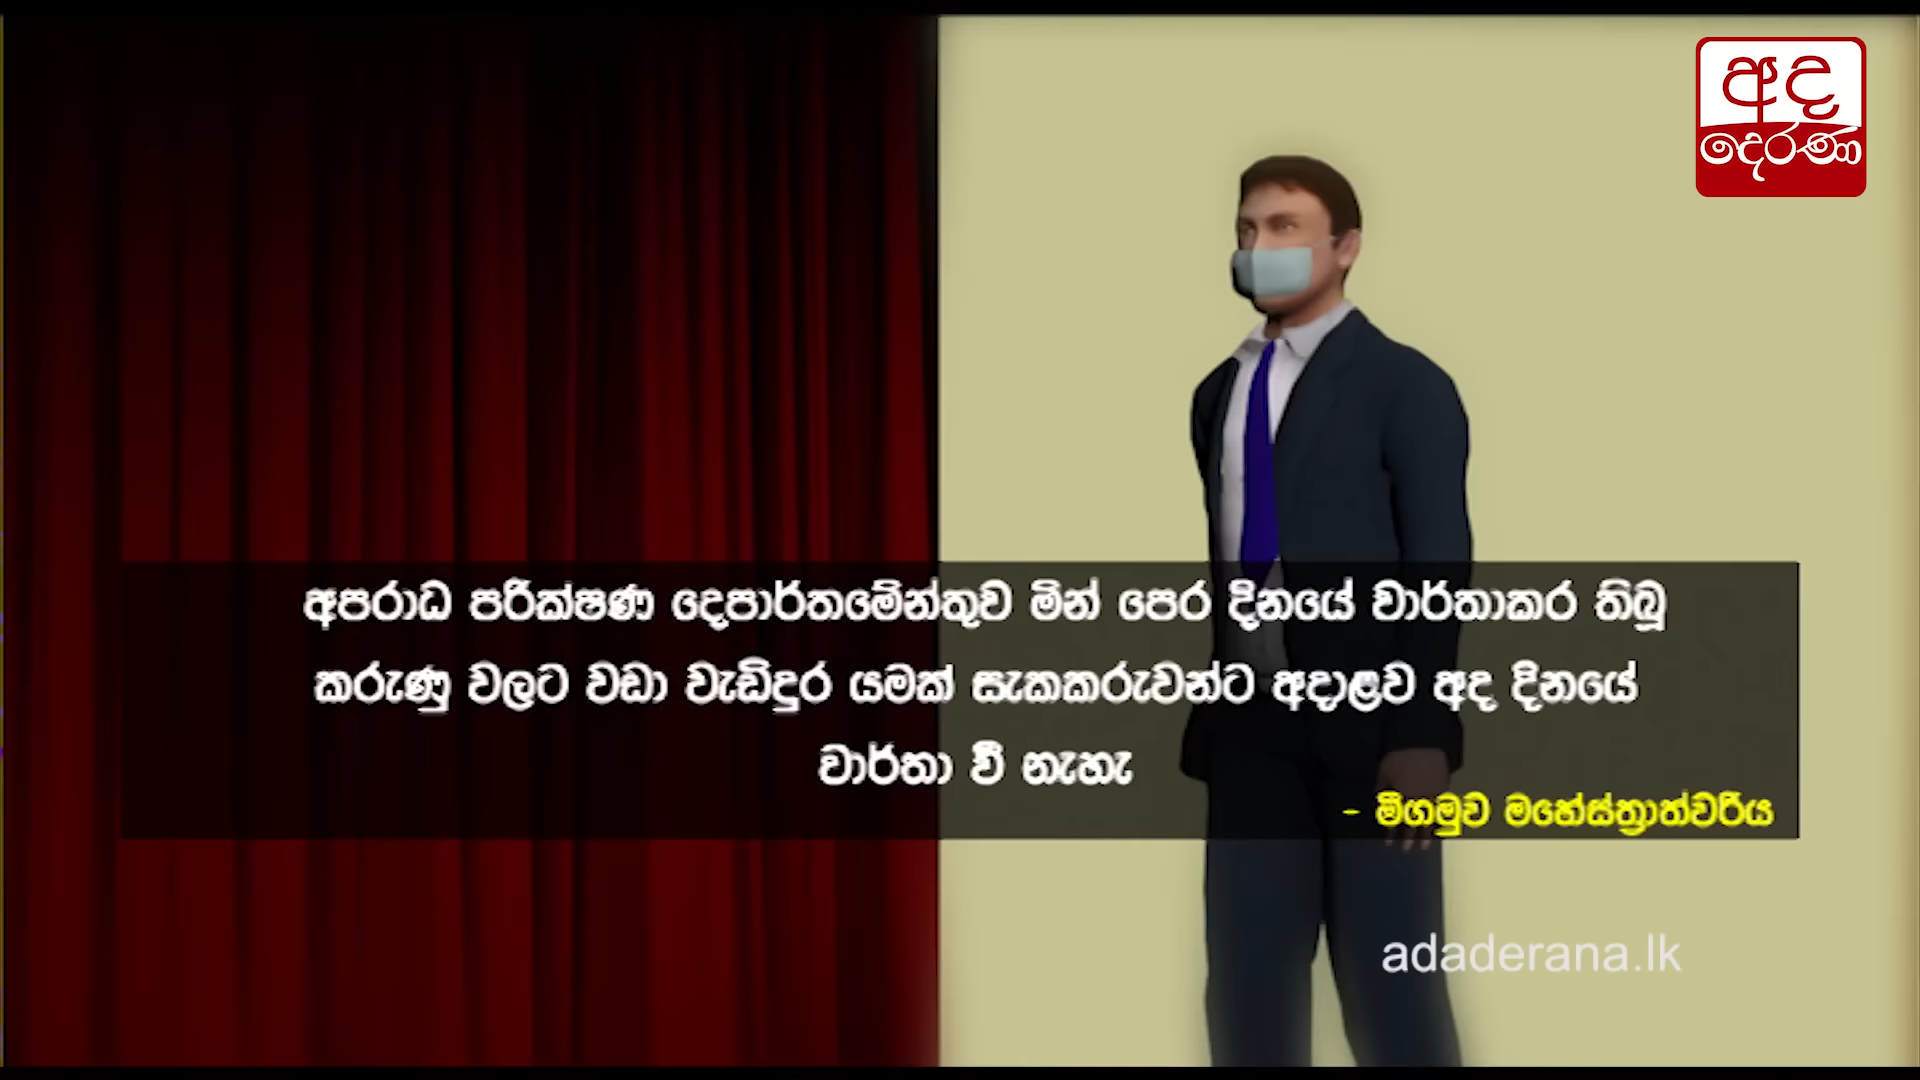 අද
දෙරණ
අපරාධ පරික්ෂණ දෙපාර්තමේන්තුව මින් පෙර දිනයේ වාර්තාකර තිබූ
කරුණු වලට වඩා වැඩිදුර යමක් සැකකරුවන්ට අදාළව අද දිනයේ
වාර්තා වී නැහැ
- මීගමුව මහේස්ත්‍රාත්වරිය
adaderana.lk